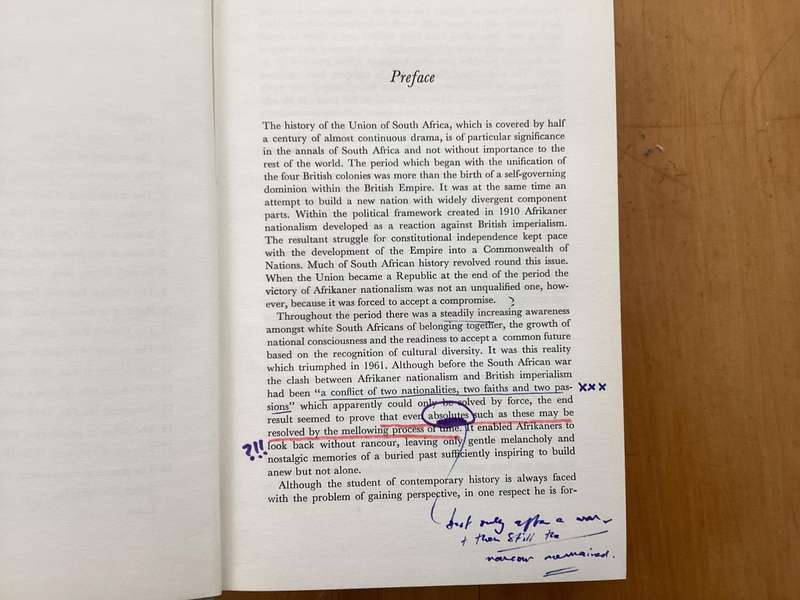 Preface
The history of the Union of South Africa, which is covered by half
a century of almost continuous drama, is of particular significance
in the annals of South Africa and not without importance to the
rest of the world. The period which began with the unification of
the four British colonies was more than the birth of a self-governing
dominion within the British Empire. It was at the same time an
attempt to build a new nation with widely divergent component
parts. Within the political framework created in 1910 Afrikaner
nationalism developed as a reaction against British imperialism.
The resultant struggle for constitutional independence kept pace
with the development of the Empire into a Commonwealth of
Nations. Much of South African history revolved round this issue.
When the Union became a Republic at the end of the period the
victory of Afrikaner nationalism was not an unqualified one, how-
ever, because it was forced to accept a compromise. ?
Throughout the period there was a steadily increasing awareness
amongst white South Africans of belonging together, the growth of
national consciousness and the readiness to accept a common future
based on the recognition of cultural diversity. It was this reality
which triumphed in 1961. Although before the South African war
the clash between Afrikaner nationalism and British imperialism
had been "a conflict of two nationalities, two faiths and two pas- xxx
sions" which apparently could only be solved by force, the end
result seemed to prove that even absolutes such as these may be
resolved by the mellowing process of time. It enabled Afrikaners to
?!!! look back without rancour, leaving only gentle melancholy and
nostalgic memories of a buried past sufficiently inspiring to build
anew but not alone.
Although the student of contemporary history is always faced
with the problem of gaining perspective, in one respect he is for-
but only after a war
+ then still the
rancour remained.